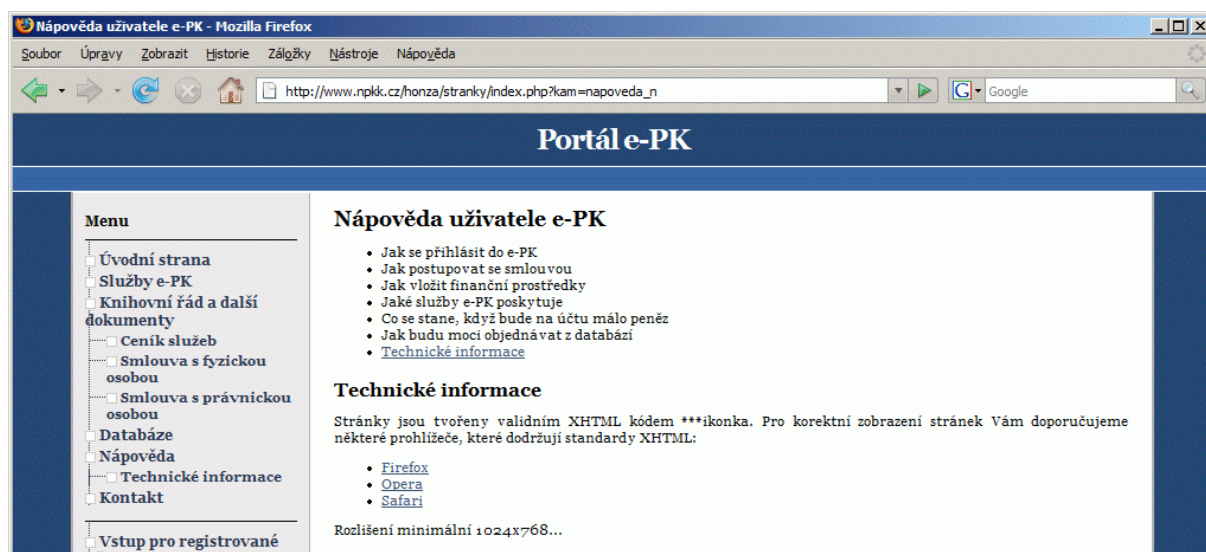 Nápověda uživatele e-PK - Mozilla Firefox
Soubor Úpravy Zobrazit Historie Záložky Nástroje Nápověda
http://www.npkk.cz/honza/stranky/index.php?kam=napoveda_n
G Google
Portál e-PK
Menu
Úvodní strana
Služby e-PK
Knihovní řád a další
dokumenty
Ceník služeb
Smlouva s fyzickou
osobou
Smlouva s právnickou
osobou
Databáze
Nápověda
Technické informace
Kontakt
Vstup pro registrované
Nápověda uživatele e-PK
• Jak se přihlásit do e-PK
• Jak postupovat se smlouvou
• Jak vložit finanční prostředky
• Jaké služby e-PK poskytuje
• Co se stane, když bude na účtu málo peněz
• Jak budu moci objednávat z databází
• Technické informace
Technické informace
Stránky jsou tvořeny validním XHTML kódem ***ikonka. Pro korektní zobrazení stránek Vám doporučujeme
některé prohlížeče, které dodržují standardy XHTML:
• Firefox
• Opera
• Safari
Rozlišení minimální 1024x768...